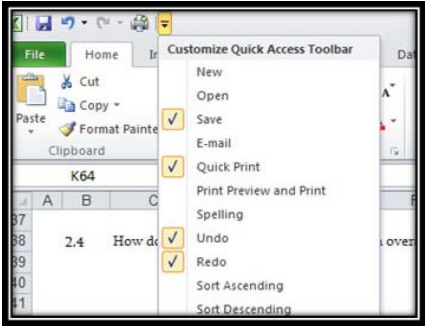 File Home Customize Quick Access Toolbar
New
Cut
Open
Copy
Save
Paste
Format Painte
E-mail
Clipboard
Quick Print
K64
Print Preview and Print
A B C
Spelling
37
38 2.4 How do Undo over
39 Redo
40 Sort Ascending
41 Sort Descending